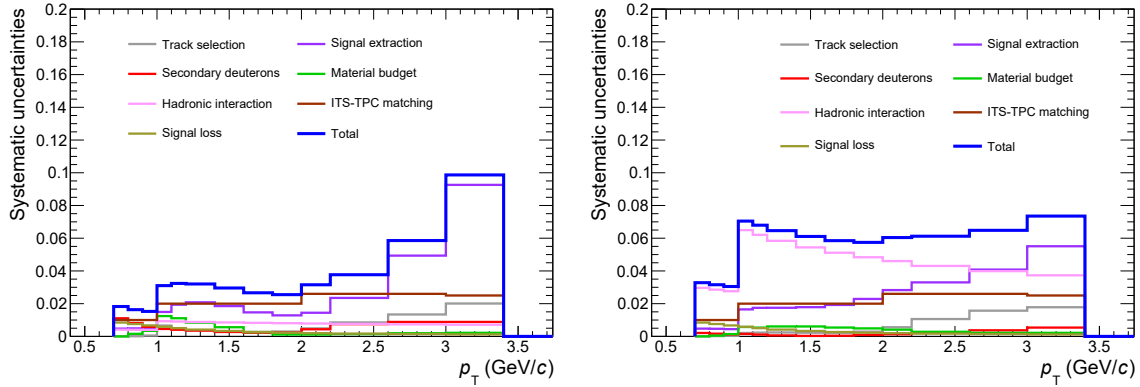 Systematic uncertainties
0.2
0.18
0.16
0.14
0.12
0.1
0.08
0.06
0.04
0.02
0
Track selection
Signal extraction
Secondary deuterons
Material budget
Hadronic interaction
ITS-TPC matching
Signal loss
Total
0.5 1 1.5 2 2.5 3 3.5
p_T (GeV/c)
Systematic uncertainties
0.2
0.18
0.16
0.14
0.12
0.1
0.08
0.06
0.04
0.02
0
Track selection
Signal extraction
Secondary deuterons
Material budget
Hadronic interaction
ITS-TPC matching
Signal loss
Total
0.5 1 1.5 2 2.5 3 3.5
p_T (GeV/c)